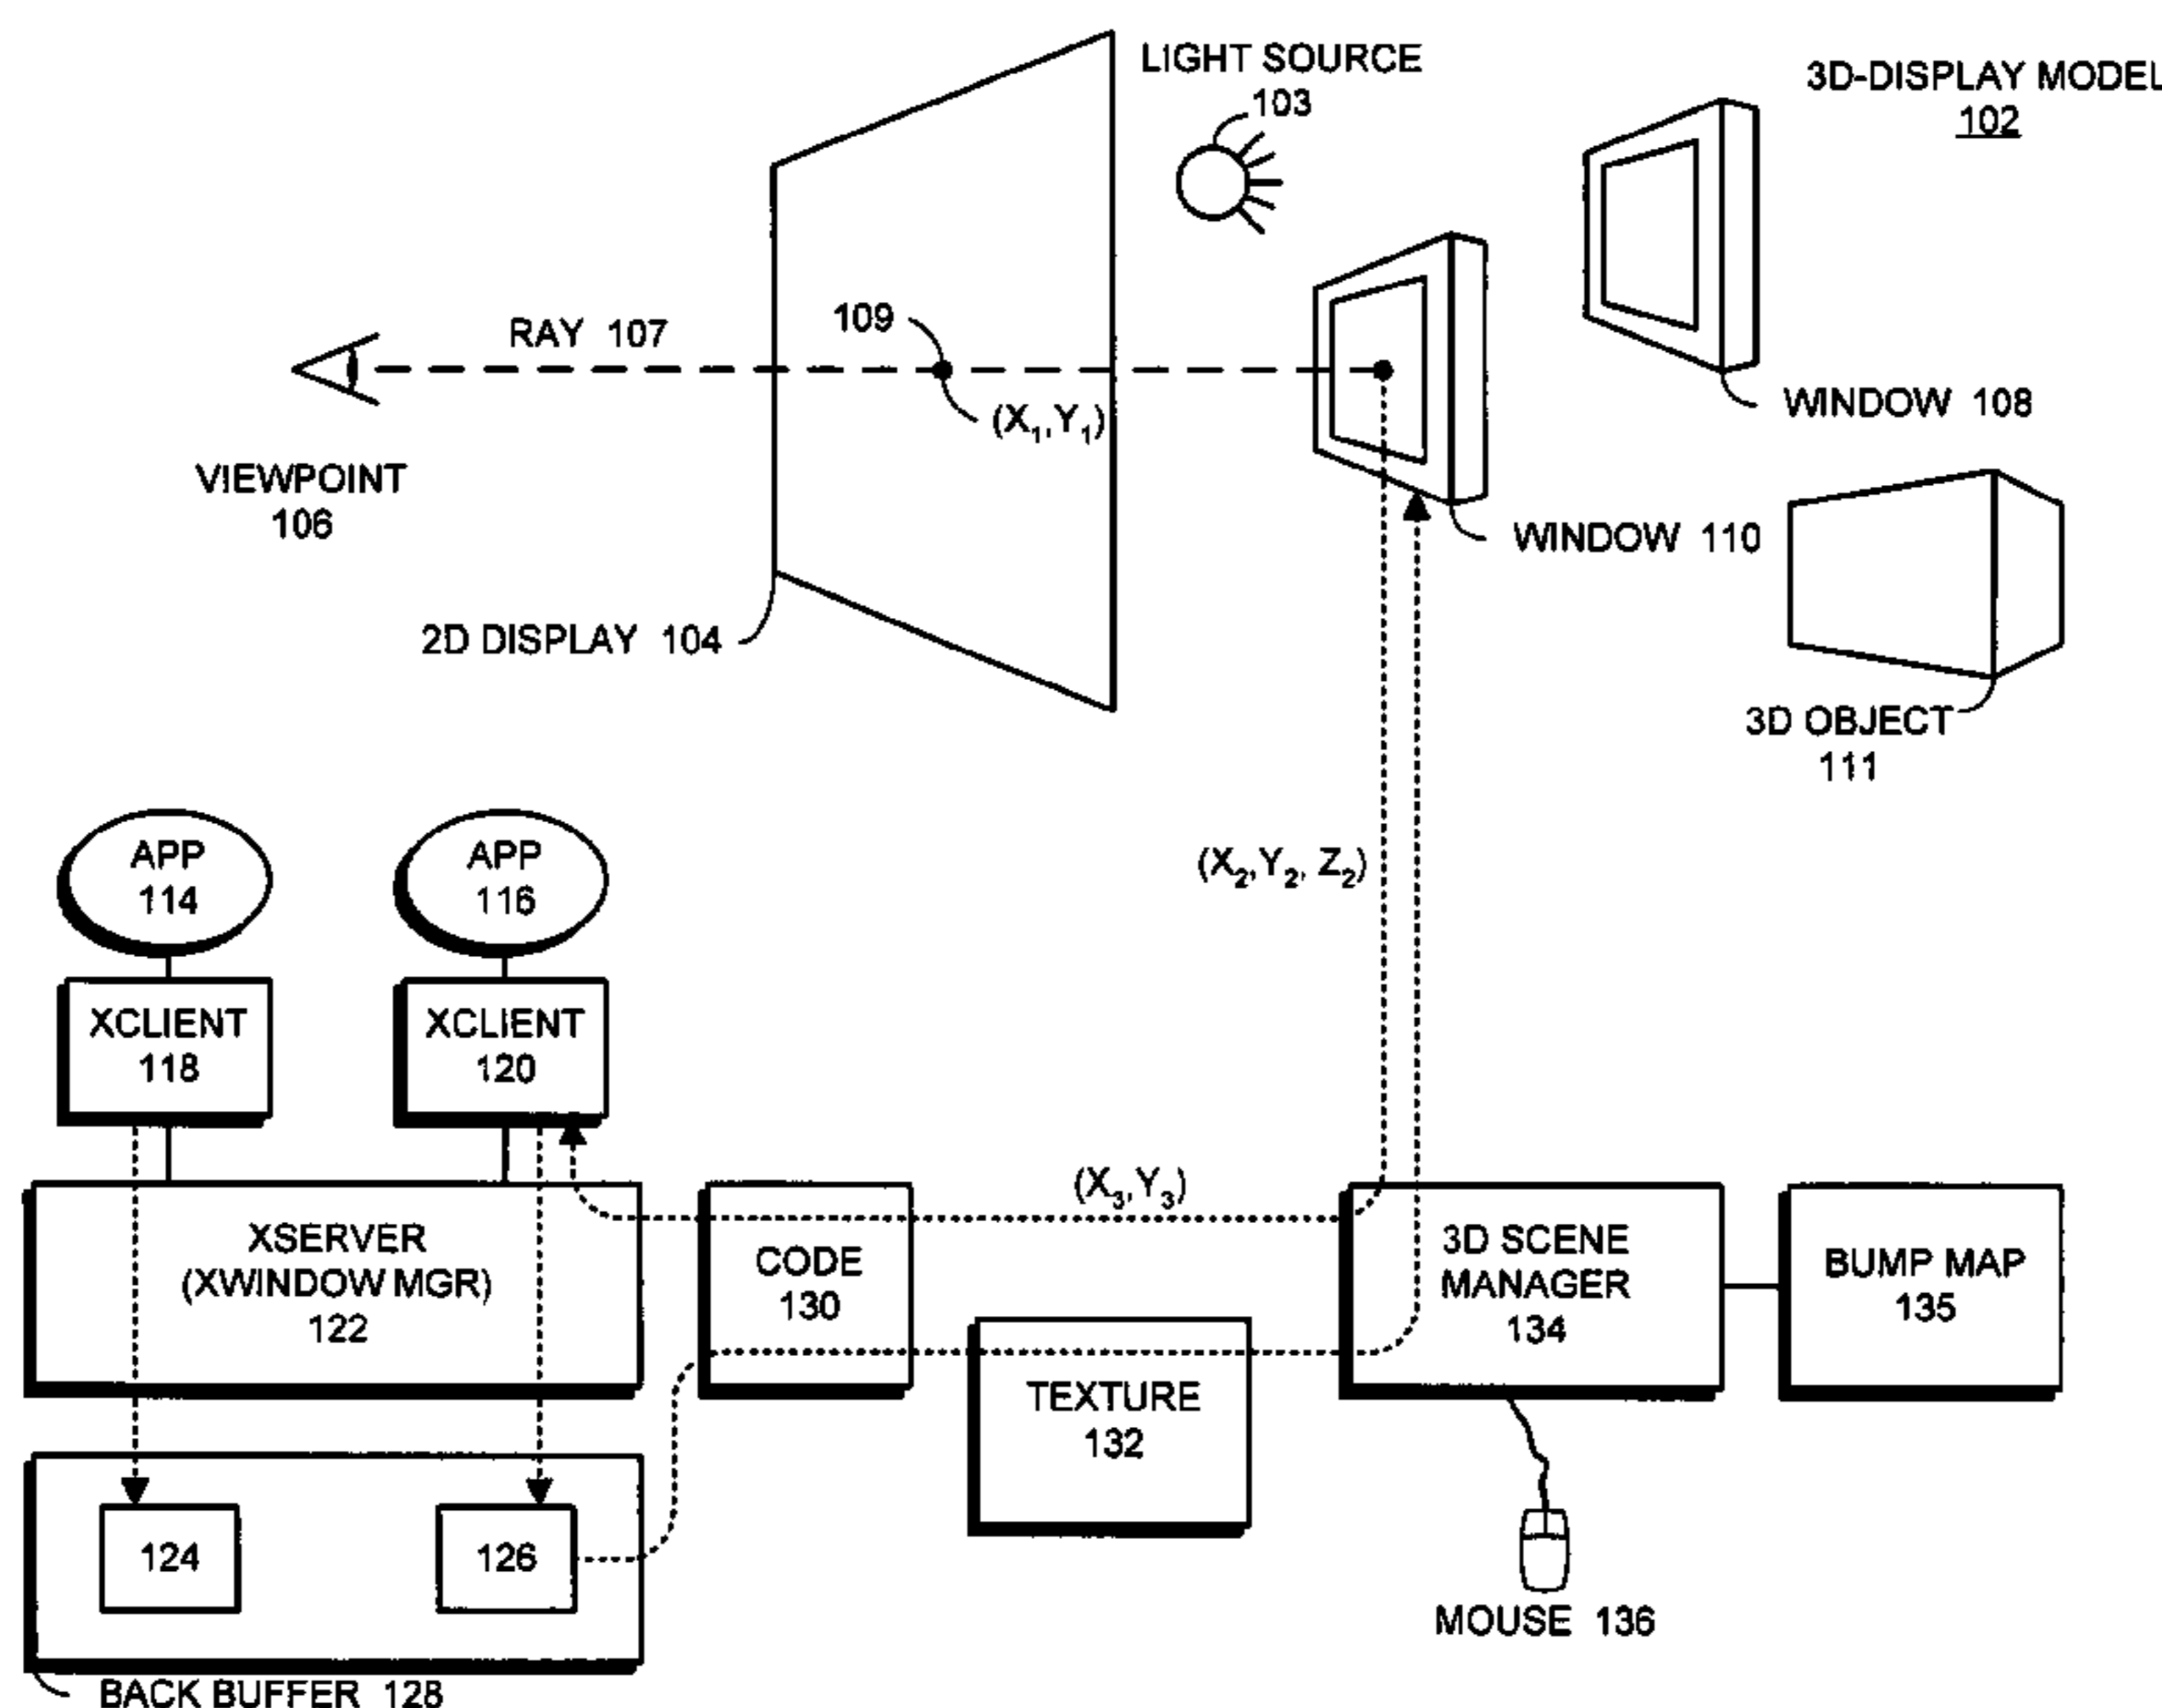 LIGHT SOURCE
103
3D-DISPLAY MODEL
102
RAY 107
109
(X1,Y1)
WINDOW 108
VIEWPOINT
106
WINDOW 110
2D DISPLAY 104
3D OBJECT
111
APP
114
APP
116
(X2,Y2, Z2)
XCLIENT
118
XCLIENT
120
(X3,Y3)
XSERVER
(XWINDOW MGR)
122
CODE
130
3D SCENE
MANAGER
134
BUMP MAP
135
TEXTURE
132
124
126
MOUSE 136
BACK BUFFER 128